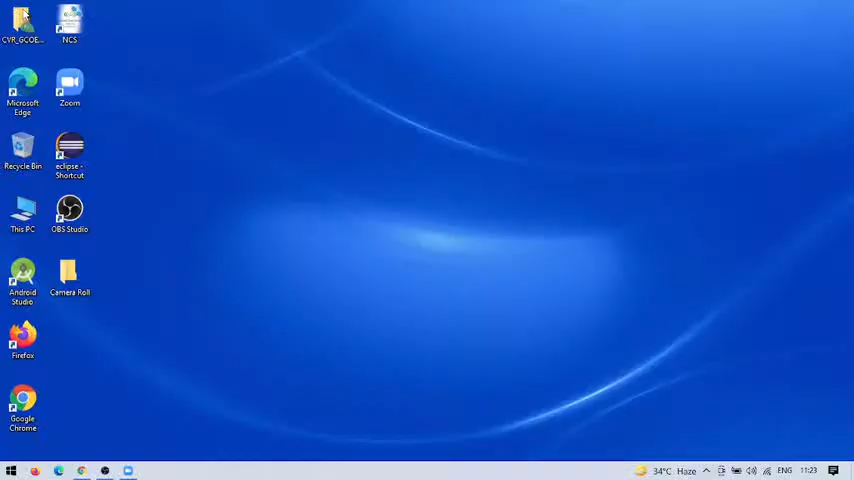 CVR_GCOE...
NCS
Microsoft
Edge
Zoom
Recycle Bin
eclipse -
Shortcut
This PC
OBS Studio
Android
Studio
Camera Roll
Firefox
Google
Chrome
34°C Haze
ENG
11:23